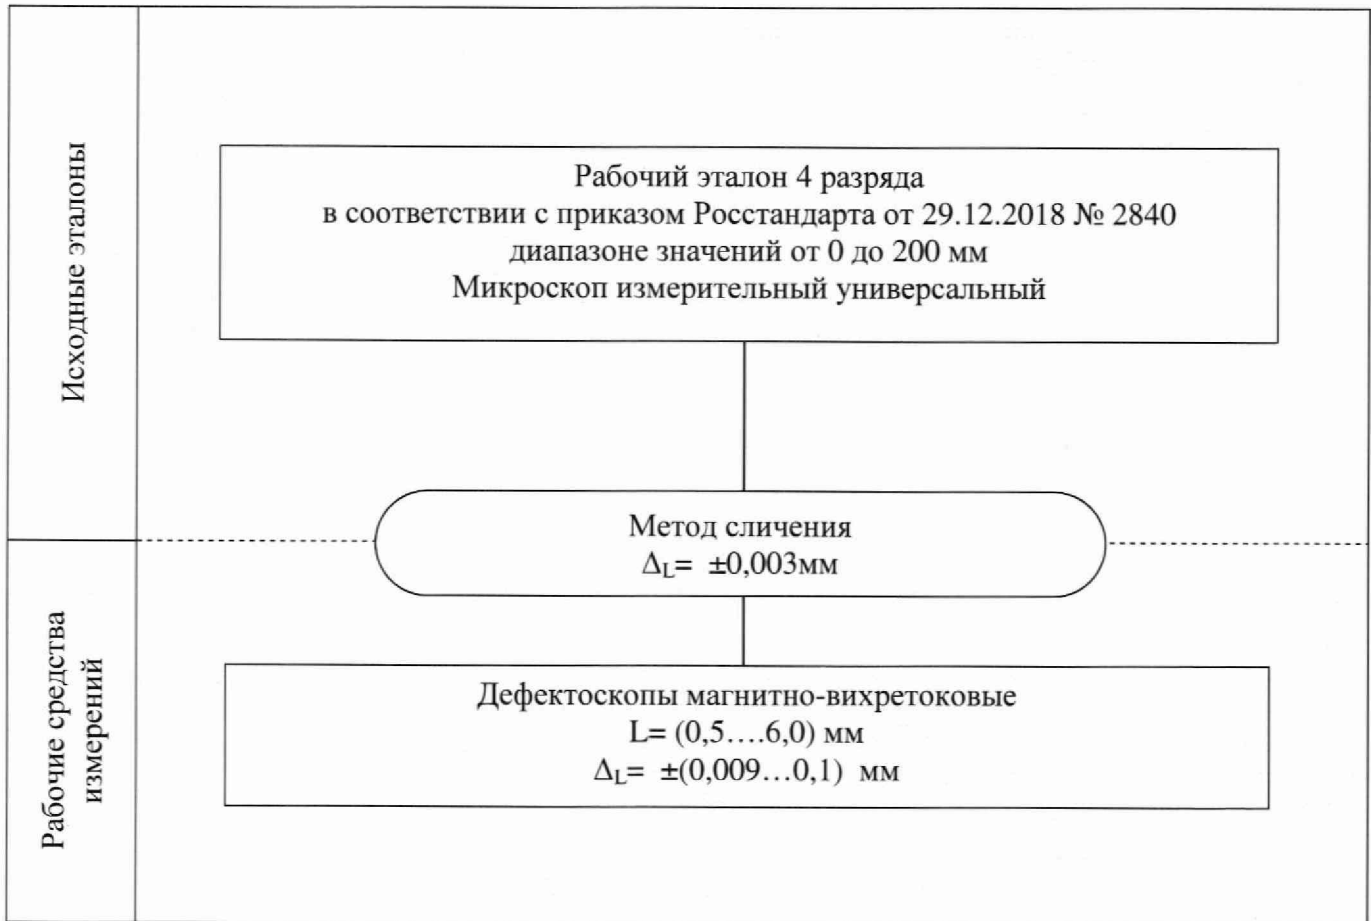 Исходные эталоны
Рабочий эталон 4 разряда
в соответствии с приказом Росстандарта от 29.12.2018 № 2840
диапазоне значений от 0 до 200 мм
Микроскоп измерительный универсальный
Метод сличения
ΔL= ±0,003мм
Рабочие средства
измерений
Дефектоскопы магнитно-вихретоковые
L= (0,5….6,0) мм
ΔL= ±(0,009…0,1) мм